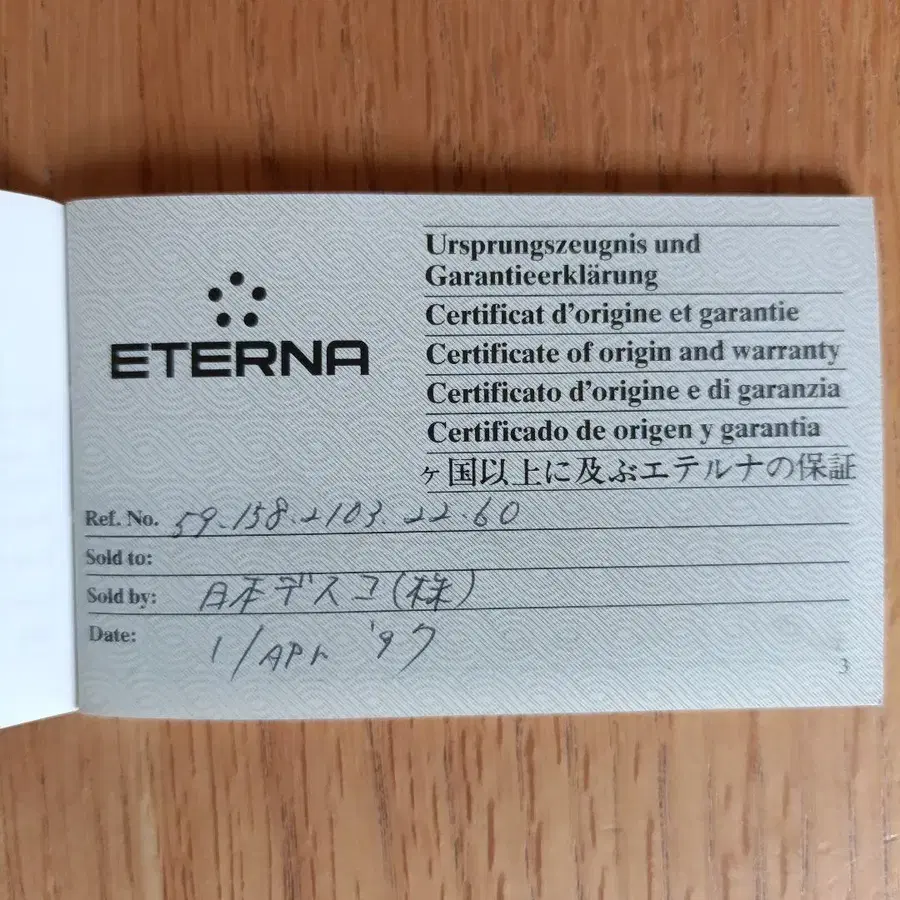 ETERNA
Ursprungszeugnis und
Garantieerklärung
Certificat d'origine et garantie
Certificate of origin and warranty
Certificato d'origine e di garanzia
Certificado de origen y garantia
ヶ国以上に及ぶエテルナの保証
Ref. No. 59.158.2103.22.60
Sold to:
Sold by: 日本デスコ(株)
Date: 1/APR '97
3